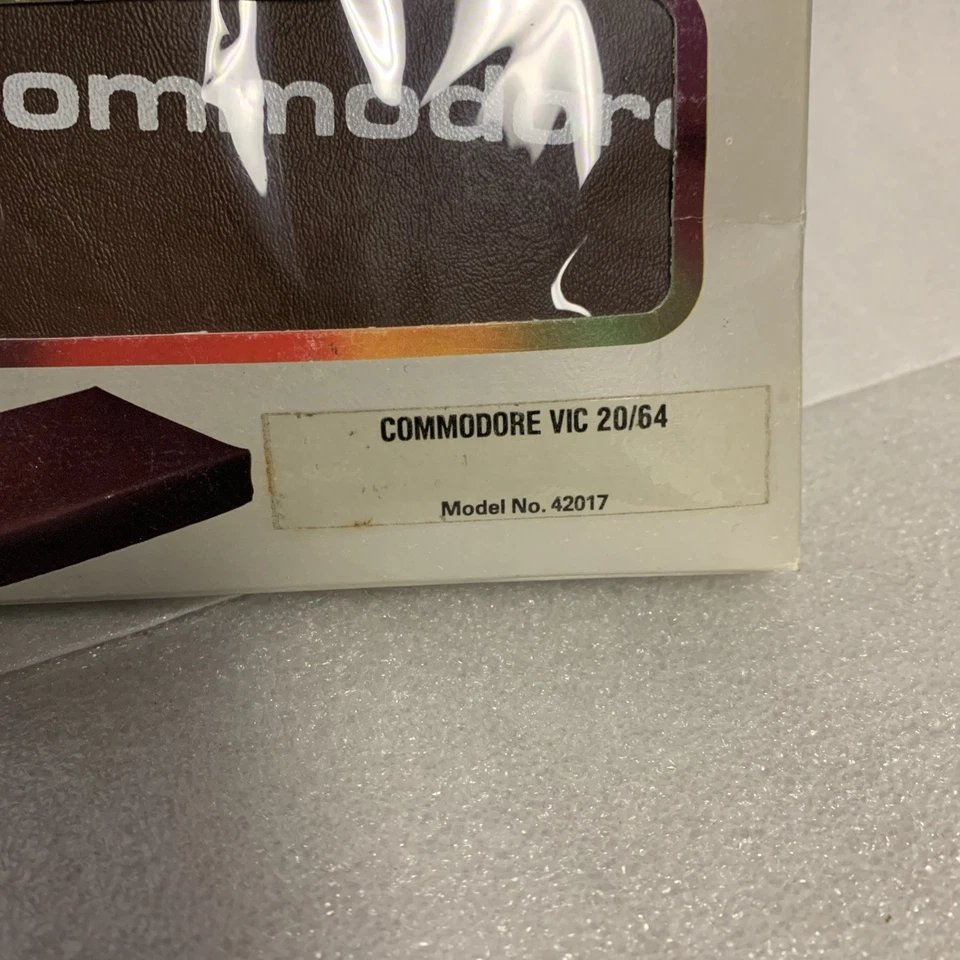 ommodore
COMMODORE VIC 20/64
Model No. 42017